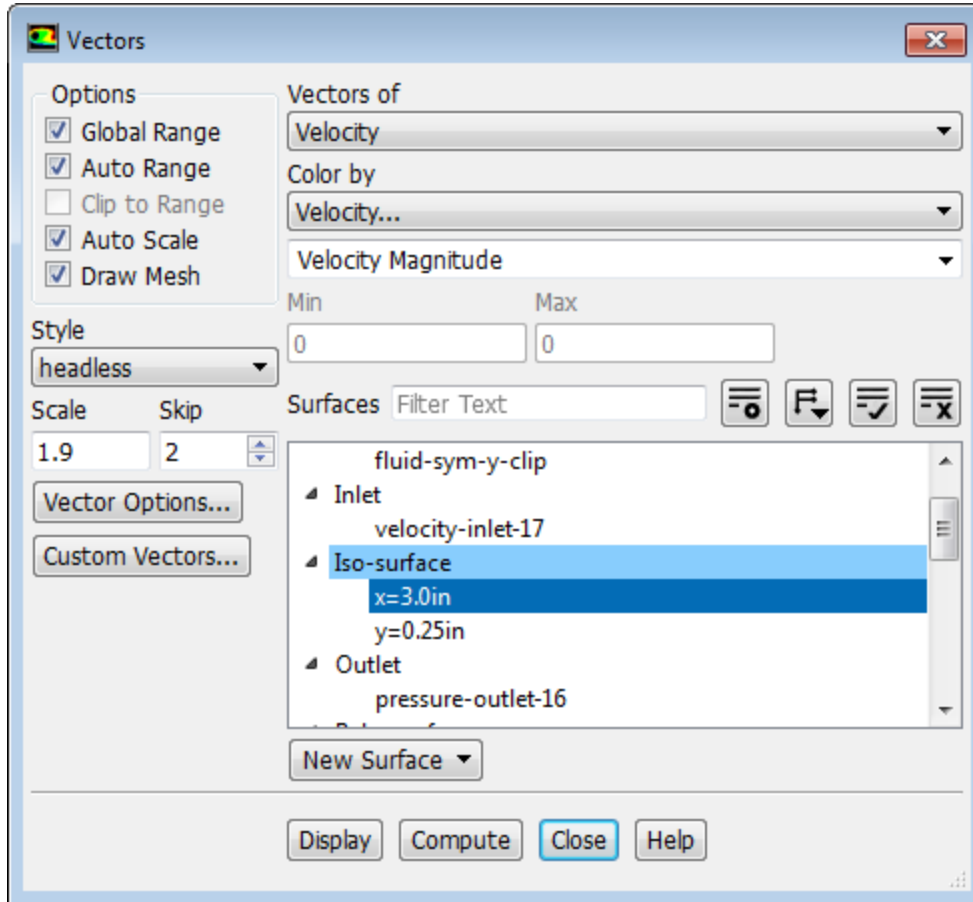 Vectors
Options
Global Range
Auto Range
Clip to Range
Auto Scale
Draw Mesh
Style
headless
Scale Skip
1.9 2
Vector Options...
Custom Vectors...
Vectors of
Velocity
Color by
Velocity...
Velocity Magnitude
Min Max
0 0
Surfaces Filter Text
fluid-sym-y-clip
Inlet
velocity-inlet-17
Iso-surface
x=3.0in
y=0.25in
Outlet
pressure-outlet-16
New Surface
Display Compute Close Help